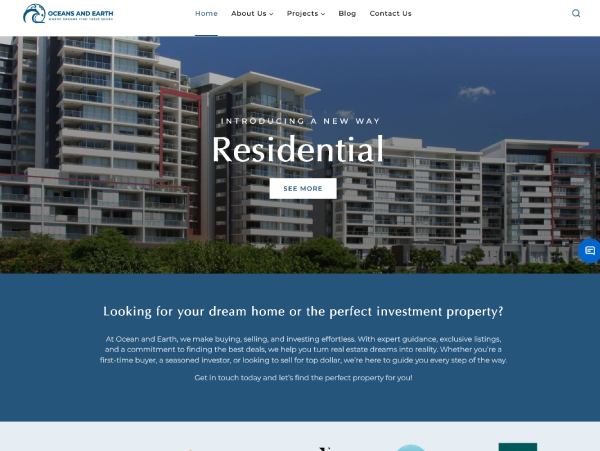 OCEANS AND EARTH
WHERE DREAMS FIND THEIR SHORE
Home About Us Projects Blog Contact Us
INTRODUCING A NEW WAY
Residential
SEE MORE
Looking for your dream home or the perfect investment property?
At Ocean and Earth, we make buying, selling, and investing effortless. With expert guidance, exclusive listings,
and a commitment to finding the best deals, we help you turn real estate dreams into reality. Whether you're a
first-time buyer, a seasoned investor, or looking to sell for top dollar, we're here to guide you every step of the way.
Get in touch today and let's find the perfect property for you!